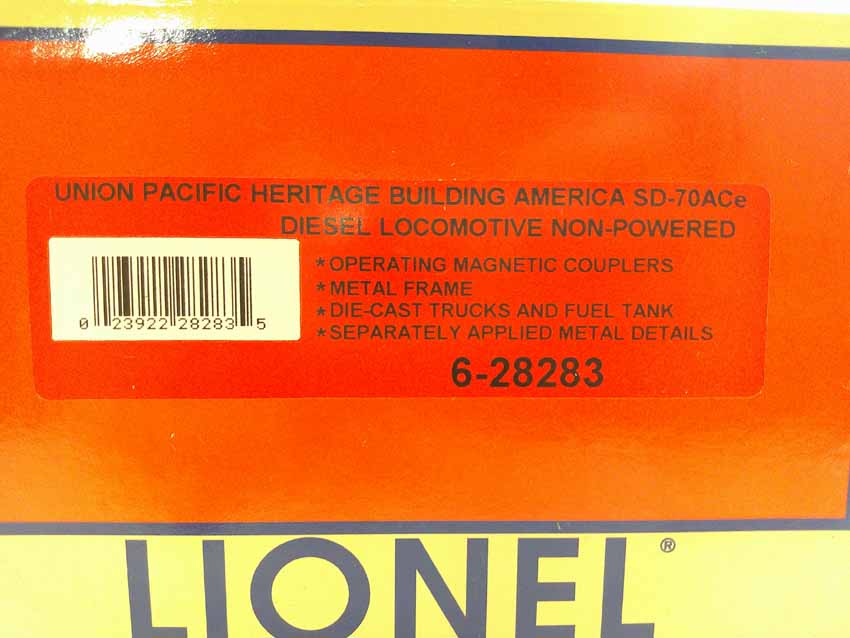 UNION PACIFIC HERITAGE BUILDING AMERICA SD-70ACe
DIESEL LOCOMOTIVE NON-POWERED
*OPERATING MAGNETIC COUPLERS
*METAL FRAME
*DIE-CAST TRUCKS AND FUEL TANK
*SEPARATELY APPLIED METAL DETAILS
0 23922 28283 5
6-28283
LIONEL®